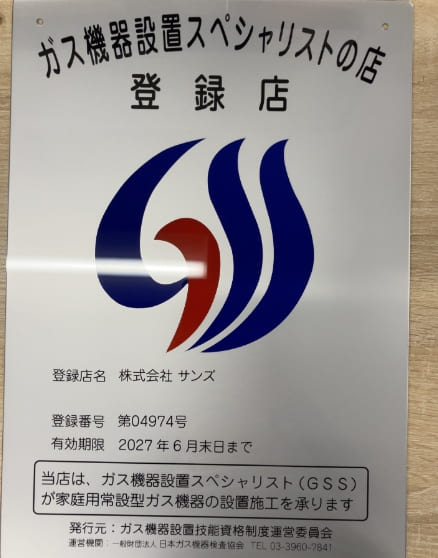 ガス機器設置スペシャリストの店
登録店
登録店名 株式会社 サンズ
登録番号 第04974号
有効期限 2027年6月末日まで
当店は、ガス機器設置スペシャリスト(GSS)
が家庭用常設型ガス機器の設置施工を承ります
発行元:ガス機器設置技能資格制度運営委員会
運営機関:一般財団法人 日本ガス機器検査協会 TEL 03-3960-7841